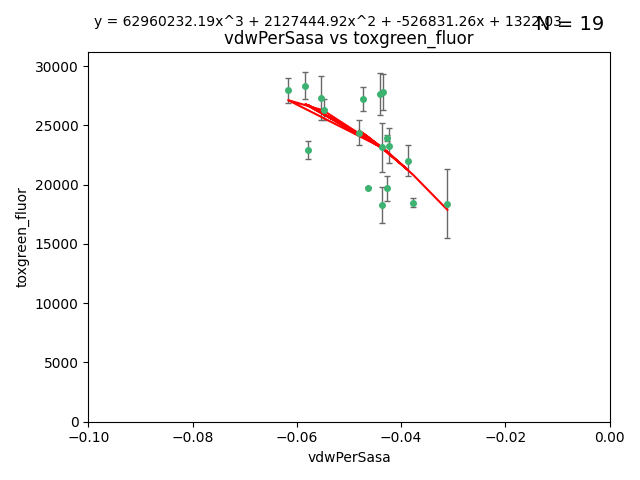 y = 62960232.19x^3 + 2127444.92x^2 + -526831.26x + 1322.03
N = 19
vdwPerSasa vs toxgreen_fluor
30000
25000
20000
15000
10000
5000
0
toxgreen_fluor
−0.10
−0.08
−0.06
−0.04
−0.02
0.00
vdwPerSasa